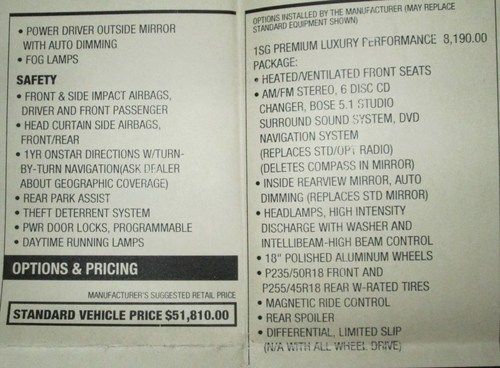 • POWER DRIVER OUTSIDE MIRROR
WITH AUTO DIMMING
• FOG LAMPS
SAFETY
• FRONT & SIDE IMPACT AIRBAGS,
DRIVER AND FRONT PASSENGER
• HEAD CURTAIN SIDE AIRBAGS,
FRONT/REAR
• 1YR ONSTAR DIRECTIONS W/TURN-
BY-TURN NAVIGATION(ASK DEALER
ABOUT GEOGRAPHIC COVERAGE)
• REAR PARK ASSIST
• THEFT DETERRENT SYSTEM
• PWR DOOR LOCKS, PROGRAMMABLE
• DAYTIME RUNNING LAMPS
OPTIONS & PRICING
MANUFACTURER'S SUGGESTED RETAIL PRICE
STANDARD VEHICLE PRICE $51,810.00
OPTIONS INSTALLED BY THE MANUFACTURER (MAY REPLACE
STANDARD EQUIPMENT SHOWN)
1SG PREMIUM LUXURY PERFORMANCE 8,190.00
PACKAGE:
• HEATED/VENTILATED FRONT SEATS
• AM/FM STEREO, 6 DISC CD
CHANGER, BOSE 5.1 STUDIO
SURROUND SOUND SYSTEM, DVD
NAVIGATION SYSTEM
(REPLACES STD/OPT RADIO)
(DELETES COMPASS IN MIRROR)
• INSIDE REARVIEW MIRROR, AUTO
DIMMING (REPLACES STD MIRROR)
• HEADLAMPS, HIGH INTENSITY
DISCHARGE WITH WASHER AND
INTELLIBEAM-HIGH BEAM CONTROL
• 18" POLISHED ALUMINUM WHEELS
• P235/50R18 FRONT AND
P255/45R18 REAR W-RATED TIRES
• MAGNETIC RIDE CONTROL
• REAR SPOILER
• DIFFERENTIAL, LIMITED SLIP
(N/A WITH ALL WHEEL DRIVE)